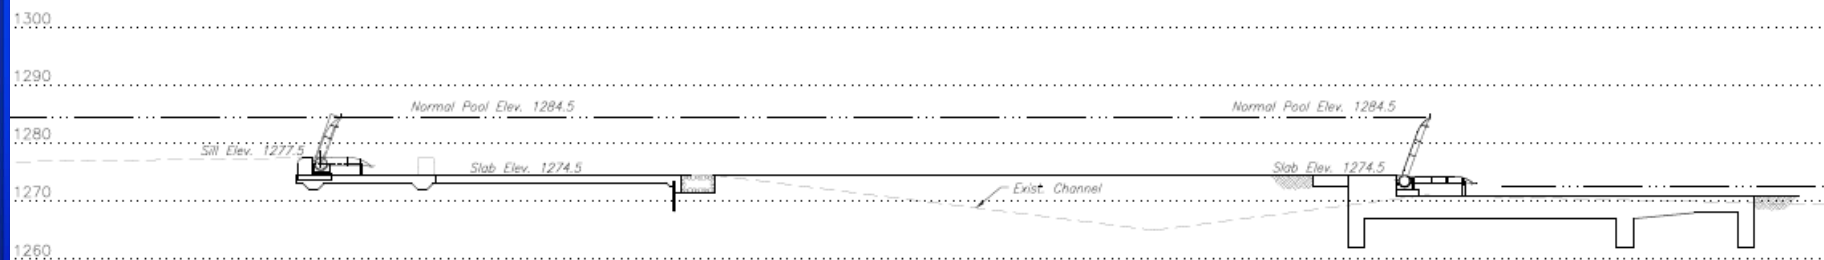 1300
1290
Normal Pool Elev. 1284.5
Normal Pool Elev. 1284.5
1280
Sill Elev. 1277.5
Slab Elev. 1274.5
Slab Elev. 1274.5
1270
Exist. Channel
1260